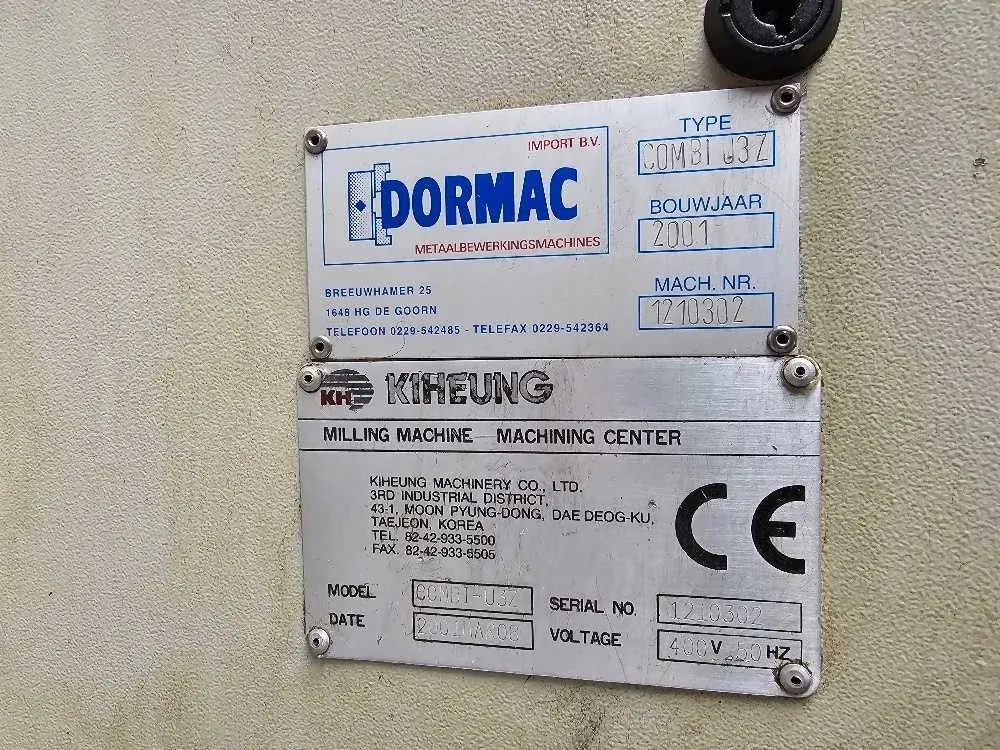 IMPORT B.V.
DORMAC
METAALBEWERKINGSMACHINES
BREEUWHAMER 25
1648 HG DE GOORN
TELEFOON 0229-542485 - TELEFAX 0229-542364
TYPE
COMBI U3Z
BOUWJAAR
2001
MACH. NR.
1210302
KH KIHEUNG
MILLING MACHINE MACHINING CENTER
KIHEUNG MACHINERY CO., LTD.
3RD INDUSTRIAL DISTRICT,
43-1, MOON PYUNG-DONG, DAE DEOG-KU,
TAEJEON, KOREA
TEL. 82-42-933-5500
FAX. 82-42-933-5505
CE
MODEL COMBI-U3Z
DATE
SERIAL NO. 1210302
VOLTAGE 400V 50 HZ